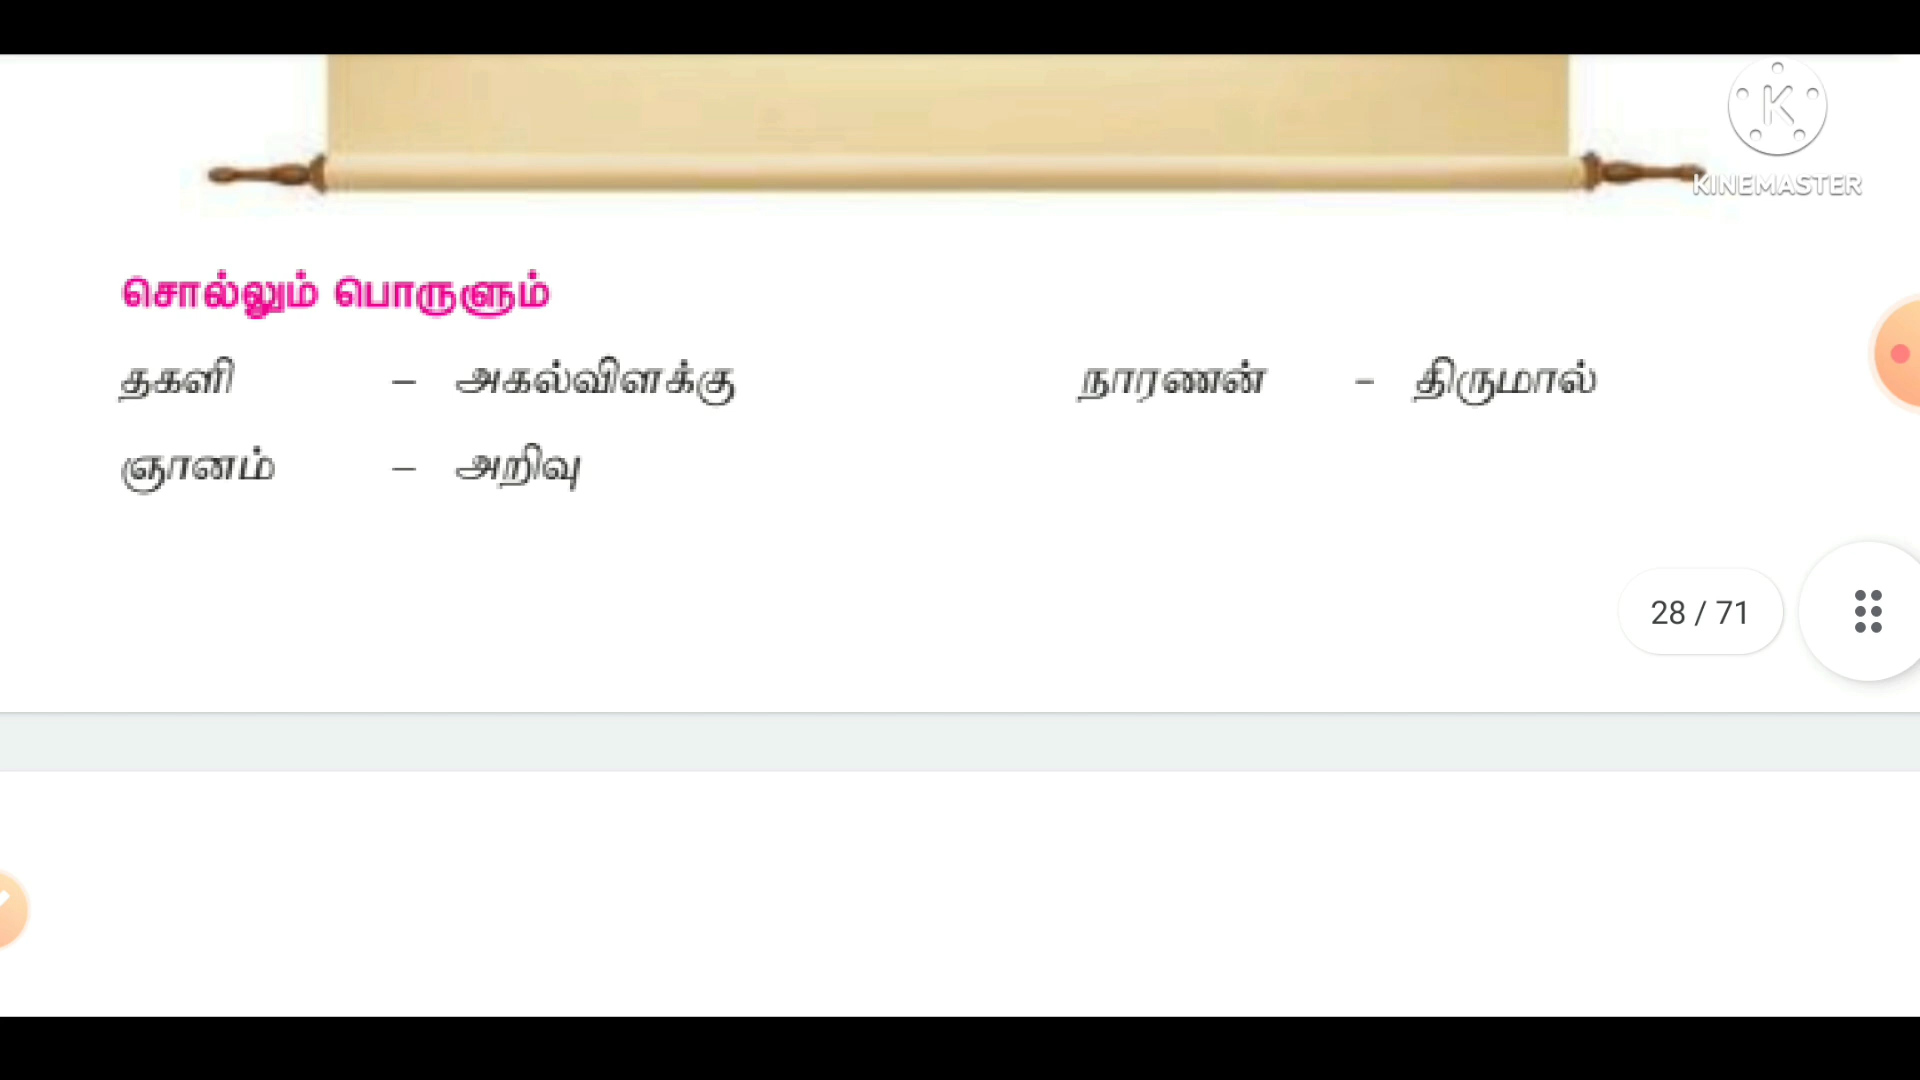 KINEMASTER
சொல்லும் பொருளும்
தகளி – அகல்விளக்கு நாரணன் – திருமால்
ஞானம் – அறிவு
28 / 71